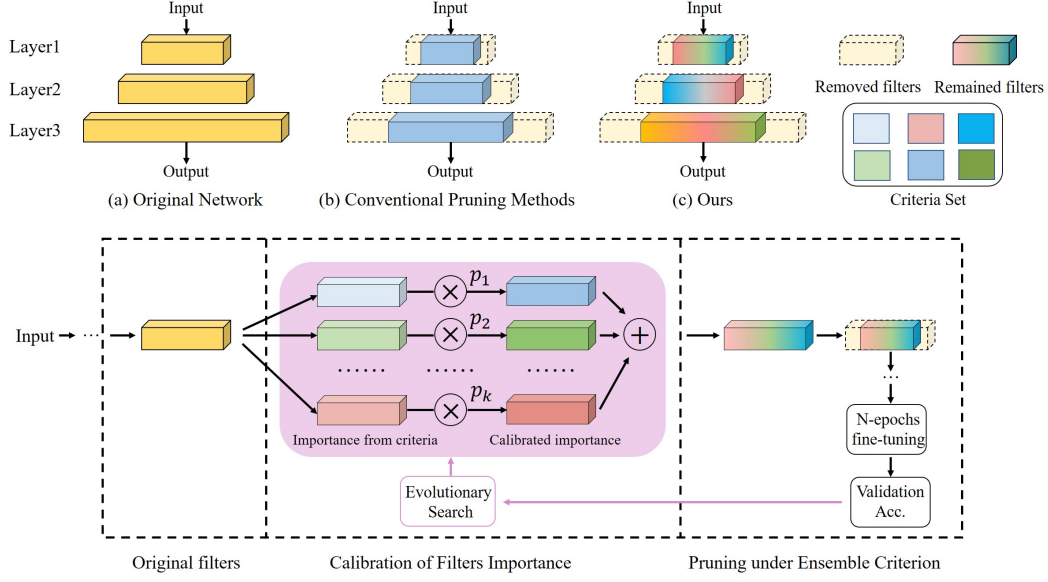 Input
Input
Input
Layer1
Layer2
Layer3
Output
Output
Output
(a) Original Network
(b) Conventional Pruning Methods
(c) Ours
Removed filters
Remained filters
Criteria Set
Input
...
p₁
p₂
......
......
......
pₖ
Importance from criteria
Calibrated importance
Evolutionary
Search
...
N-epochs
fine-tuning
Validation
Acc.
Original filters
Calibration of Filters Importance
Pruning under Ensemble Criterion